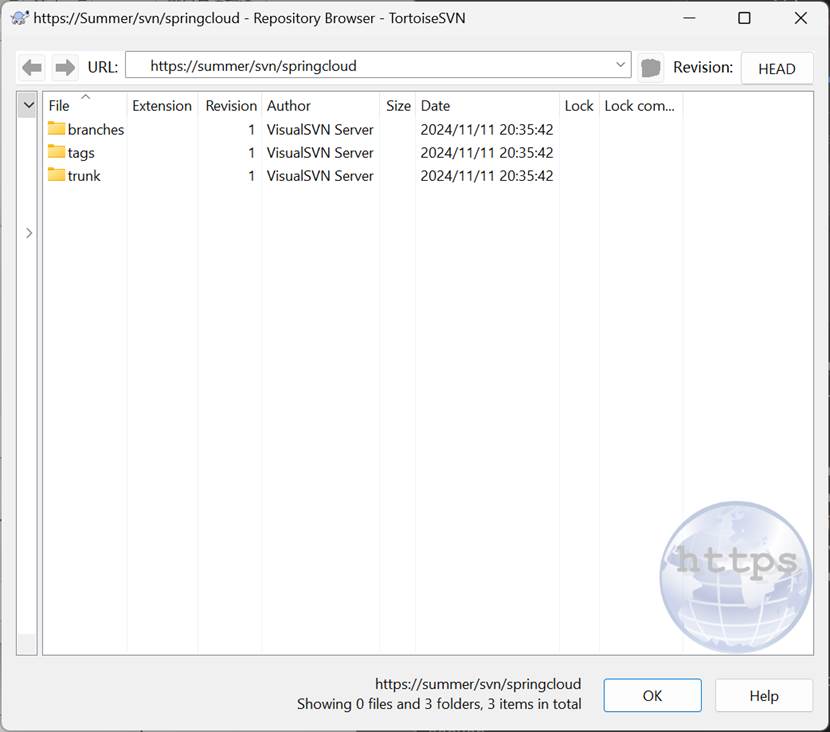 https://Summer/svn/springcloud - Repository Browser - TortoiseSVN
URL: https://summer/svn/springcloud Revision: HEAD
File Extension Revision Author Size Date Lock Lock com...
branches 1 VisualSVN Server 2024/11/11 20:35:42
tags 1 VisualSVN Server 2024/11/11 20:35:42
trunk 1 VisualSVN Server 2024/11/11 20:35:42
https
https://summer/svn/springcloud
Showing 0 files and 3 folders, 3 items in total
OK Help